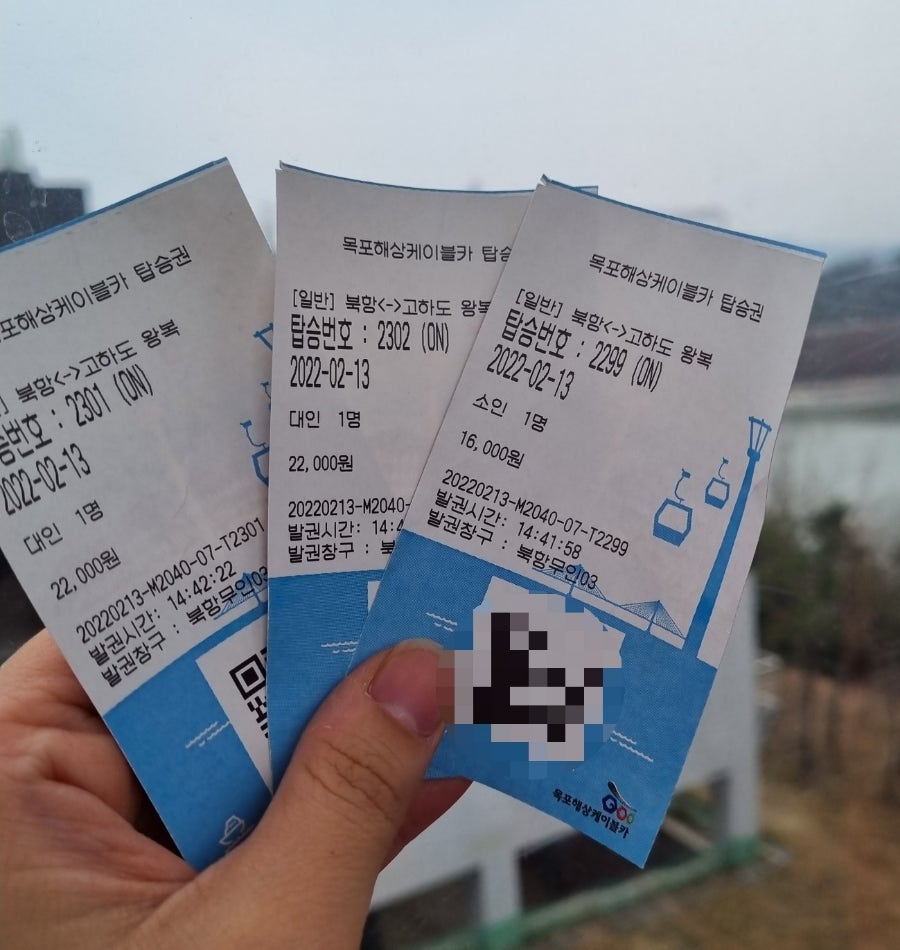 포해상케이블카 탑승권
] 북항<->고하도 왕복
승번호 : 2301 (ON)
2022-02-13
대인 1명
22,000원
20220213-M2040-07-T2301
발권시간: 14:42:22
발권창구 : 북항무인03
목포해상케이블카 탑승
[일반] 북항<->고하도 왕복
탑승번호 : 2302 (ON)
2022-02-13
대인 1명
22,000원
20220213-M2040-
발권시간: 14:4
발권창구 : 북
목포해상케이블카 탑승권
[일반] 북항<->고하도 왕복
탑승번호 : 2299 (ON)
2022-02-13
소인 1명
16,000원
20220213-M2040-07-T2299
발권시간: 14:41:58
발권창구 : 북항무인03
목포해상케이블카